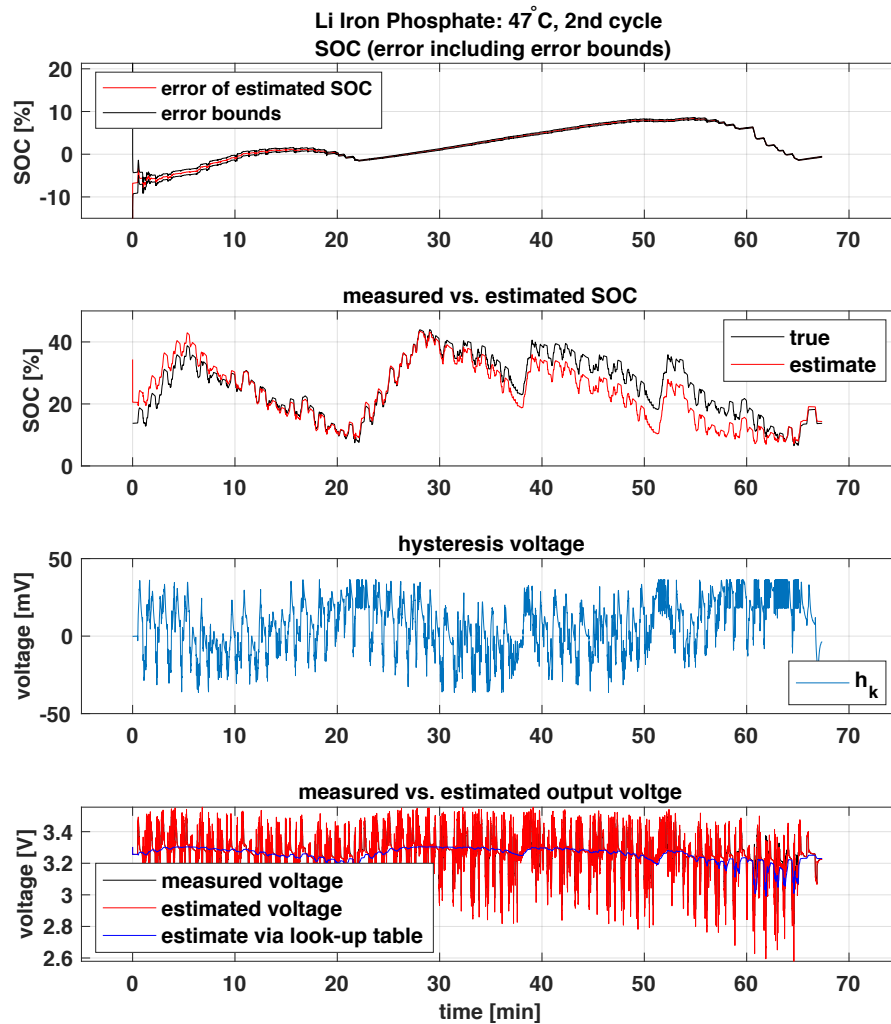 Li Iron Phosphate: 47°C, 2nd cycle
SOC (error including error bounds)
SOC [%]
20
10
0
-10
error of estimated SOC
error bounds
0 10 20 30 40 50 60 70
measured vs. estimated SOC
SOC [%]
40
20
0
true
estimate
0 10 20 30 40 50 60 70
hysteresis voltage
voltage [mV]
50
0
-50
h_k
0 10 20 30 40 50 60 70
measured vs. estimated output voltge
voltage [V]
3.4
3.2
3
2.8
2.6
measured voltage
estimated voltage
estimate via look-up table
0 10 20 30 40 50 60 70
time [min]